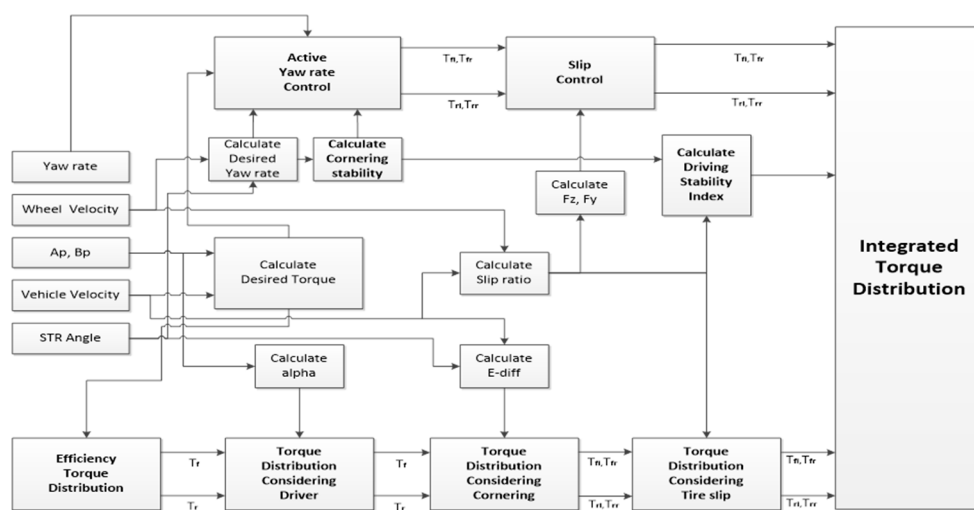 Active
Yaw rate
Control
Tfl,Tfr
Trl,Trr
Slip
Control
Tfl,Tfr
Trl,Trr
Yaw rate
Wheel Velocity
Ap, Bp
Vehicle Velocity
STR Angle
Calculate
Desired
Yaw rate
Calculate
Cornering
stability
Calculate
Fz, Fy
Calculate
Driving
Stability
Index
Calculate
Desired Torque
Calculate
Slip ratio
Calculate
alpha
Calculate
E-diff
Integrated
Torque
Distribution
Efficiency
Torque
Distribution
Tf
Tr
Torque
Distribution
Considering
Driver
Tf
Tr
Torque
Distribution
Considering
Cornering
Tfl,Tfr
Trl,Trr
Torque
Distribution
Considering
Tire slip
Tfl,Tfr
Trl,Trr